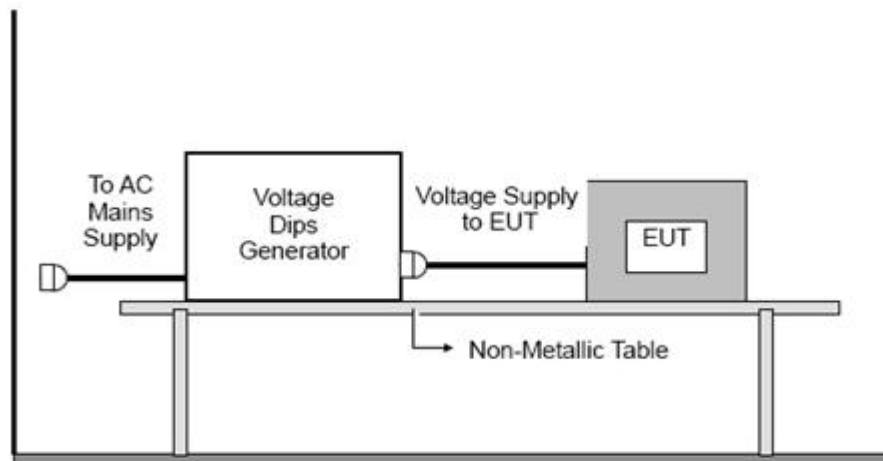 To AC
Mains
Supply
Voltage
Dips
Generator
Voltage Supply
to EUT
EUT
Non-Metallic Table